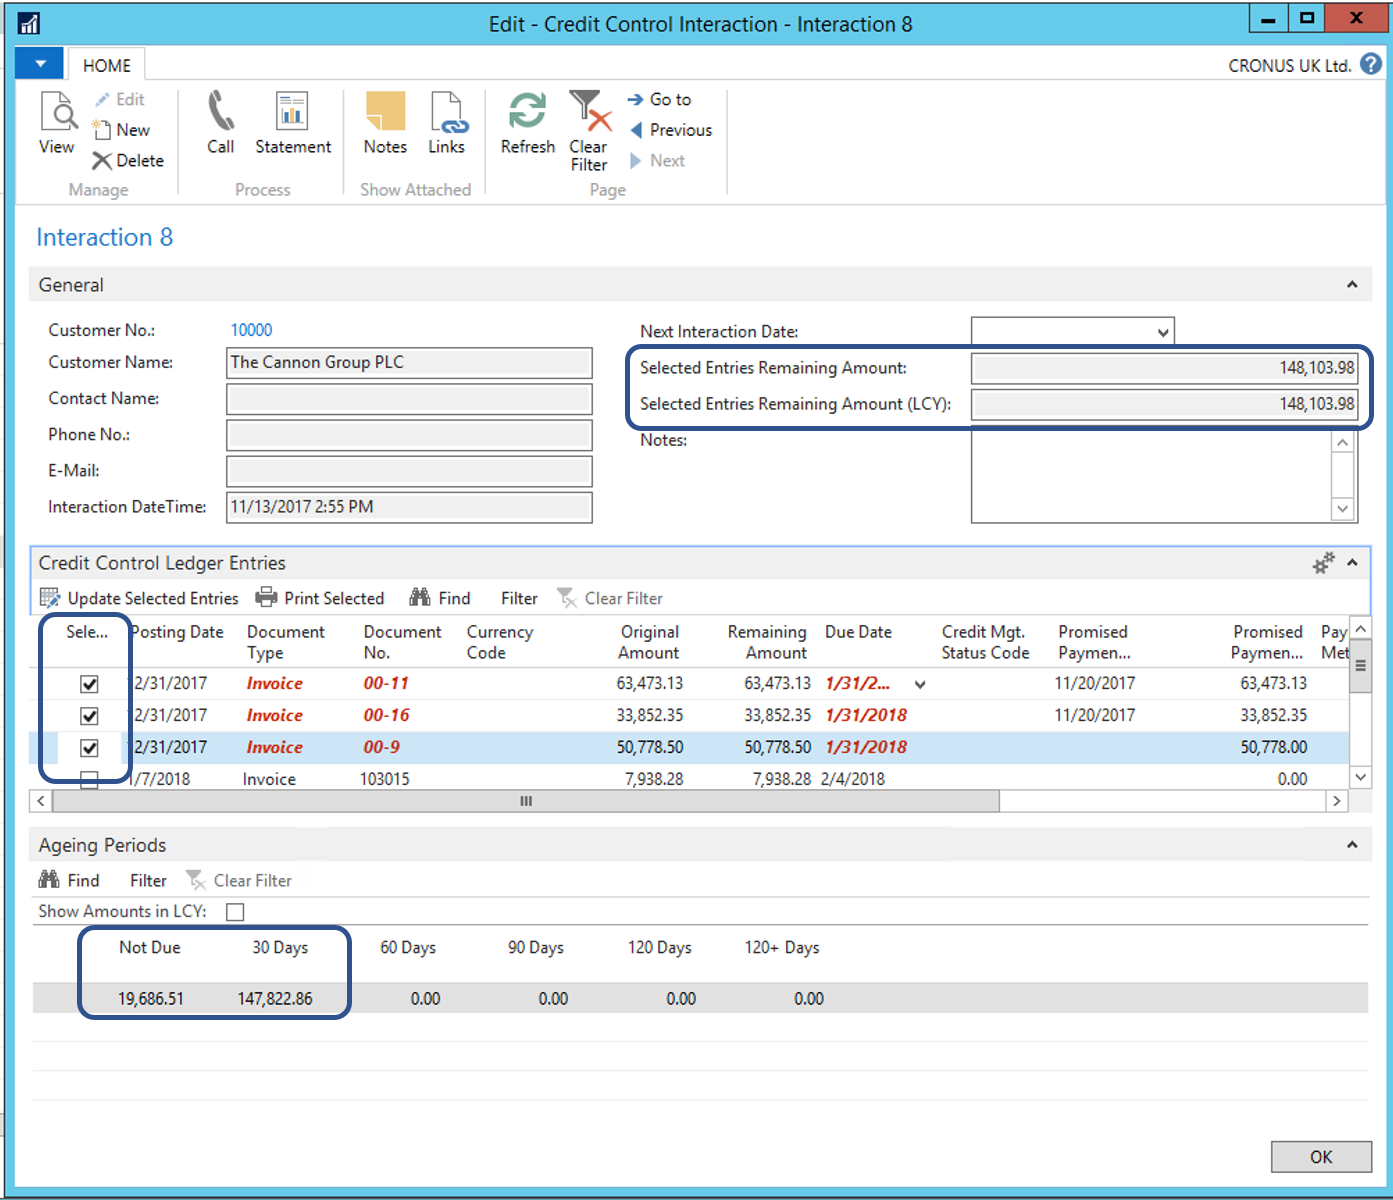 Edit - Credit Control Interaction - Interaction 8
HOME
CRONUS UK Ltd.
View
Edit
New
Delete
Manage
Call
Statement
Process
Notes
Links
Show Attached
Refresh
Clear
Filter
Go to
Previous
Next
Page
Interaction 8
General
Customer No.: 10000
Customer Name: The Cannon Group PLC
Contact Name:
Phone No.:
E-Mail:
Interaction DateTime: 11/13/2017 2:55 PM
Next Interaction Date:
Selected Entries Remaining Amount: 148,103.98
Selected Entries Remaining Amount (LCY): 148,103.98
Notes:
Credit Control Ledger Entries
Update Selected Entries Print Selected Find Filter Clear Filter
Sele... Posting Date Document Type Document No. Currency Code Original Amount Remaining Amount Due Date Credit Mgt. Status Code Promised Paymen... Promised Paymen... Pay Met
2/31/2017 Invoice 00-11 63,473.13 63,473.13 1/31/2... 11/20/2017 63,473.13
2/31/2017 Invoice 00-16 33,852.35 33,852.35 1/31/2018 11/20/2017 33,852.35
2/31/2017 Invoice 00-9 50,778.50 50,778.50 1/31/2018 50,778.00
1/7/2018 Invoice 103015 7,938.28 7,938.28 2/4/2018 0.00
Ageing Periods
Find Filter Clear Filter
Show Amounts in LCY:
Not Due 30 Days 60 Days 90 Days 120 Days 120+ Days
19,686.51 147,822.86 0.00 0.00 0.00 0.00
OK